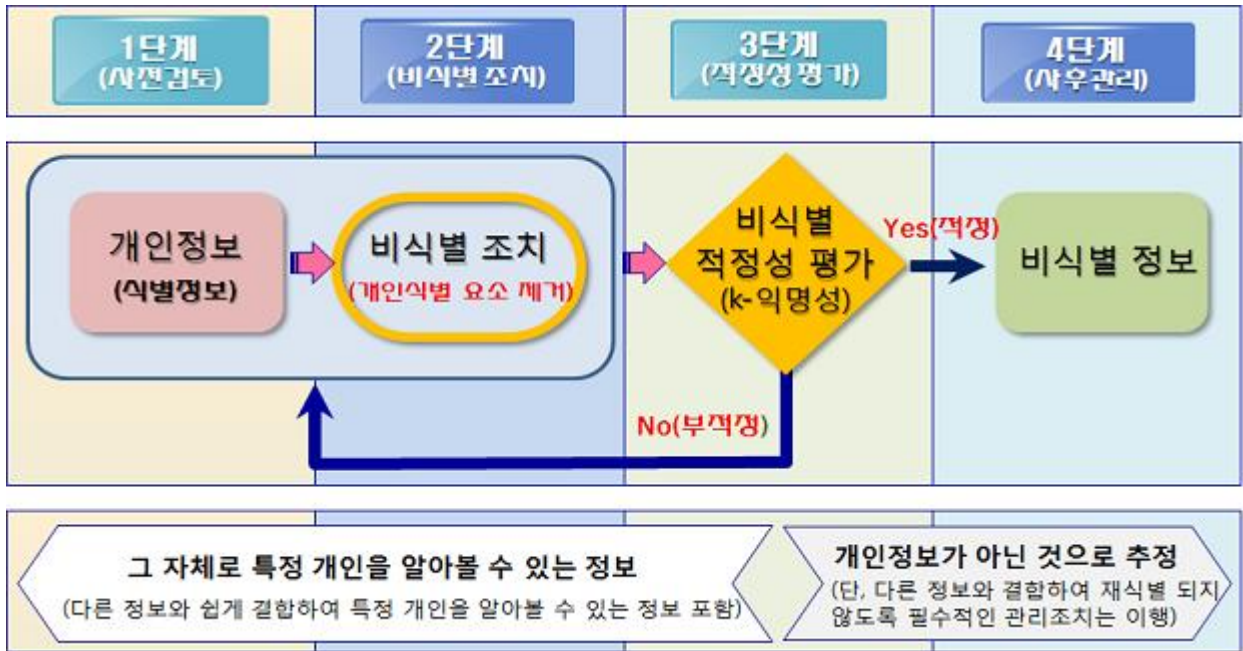 1단계
(사전검토)
2단계
(비식별 조치)
3단계
(적정성 평가)
4단계
(사후관리)
개인정보
(식별정보)
비식별 조치
(개인식별 요소 제거)
비식별
적정성 평가
(k-익명성)
Yes(적정)
비식별 정보
No(부적정)
그 자체로 특정 개인을 알아볼 수 있는 정보
(다른 정보와 쉽게 결합하여 특정 개인을 알아볼 수 있는 정보 포함)
개인정보가 아닌 것으로 추정
(단, 다른 정보와 결합하여 재식별 되지
않도록 필수적인 관리조치는 이행)